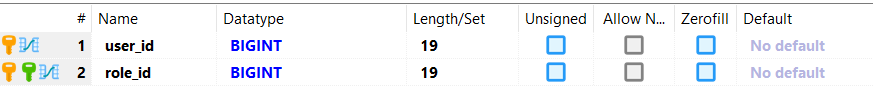 # Name Datatype Length/Set Unsigned Allow N... Zerofill Default
1 user_id BIGINT 19 No default
2 role_id BIGINT 19 No default